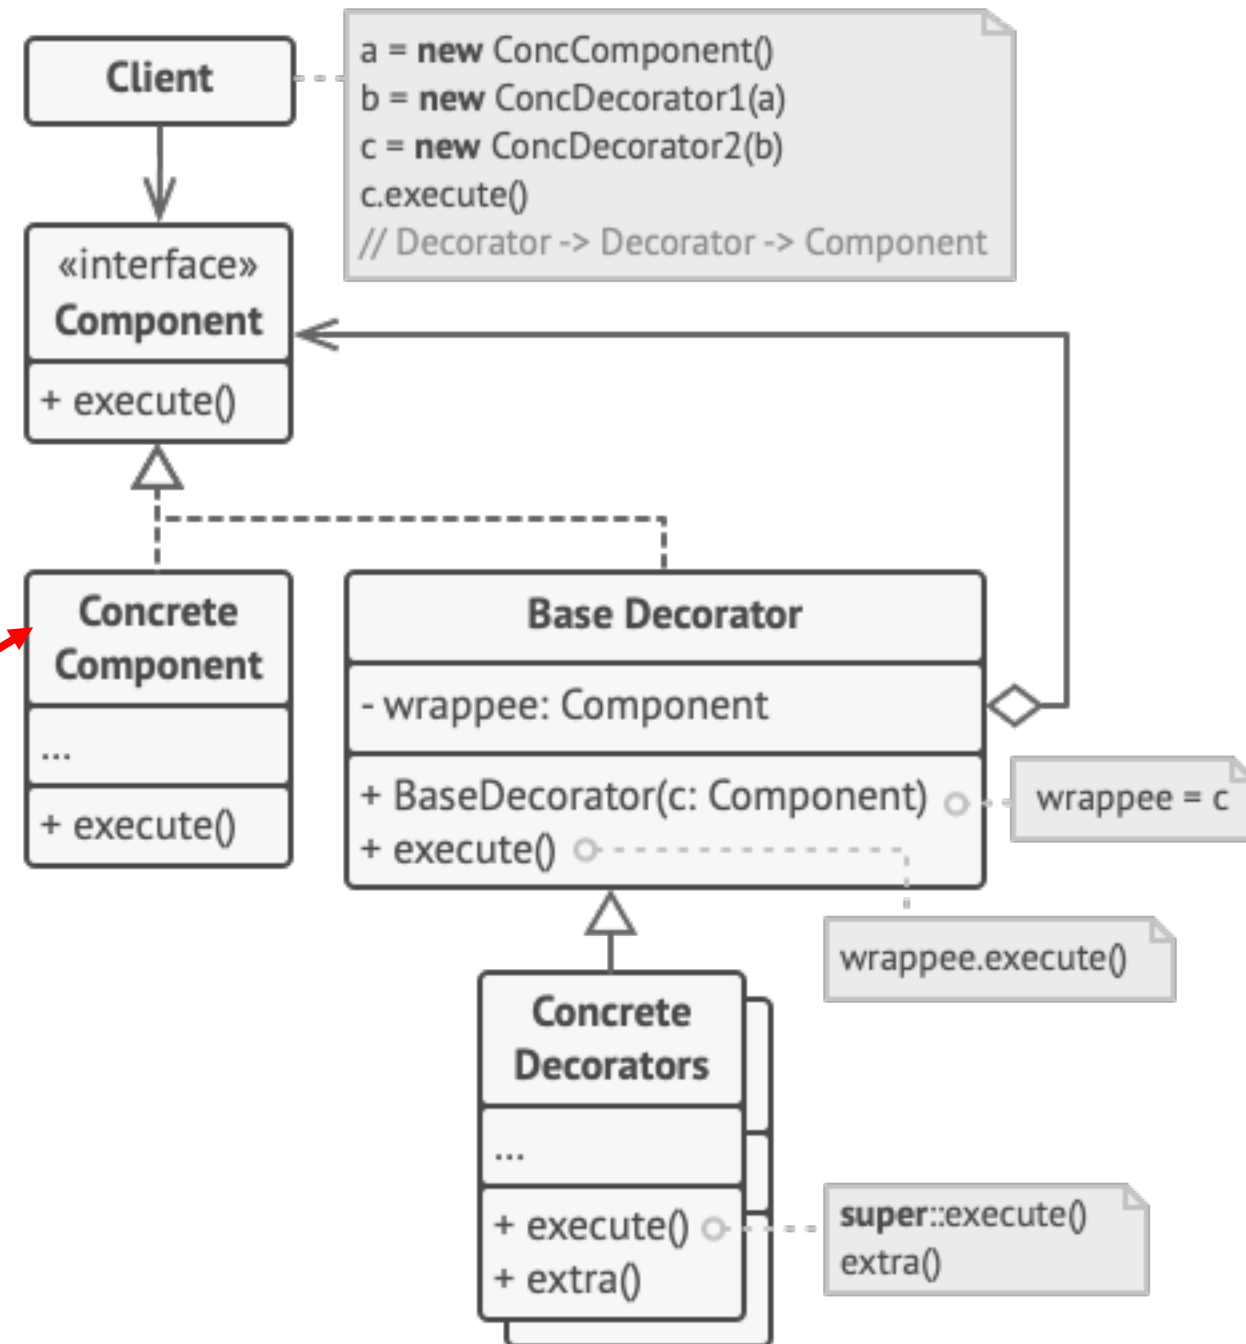 Client
a = new ConcComponent()
b = new ConcDecorator1(a)
c = new ConcDecorator2(b)
c.execute()
// Decorator -> Decorator -> Component
«interface»
Component
+ execute()
Concrete
Component
...
+ execute()
Base Decorator
- wrappee: Component
+ BaseDecorator(c: Component)
+ execute()
wrappee = c
wrappee.execute()
Concrete
Decorators
...
+ execute()
+ extra()
super::execute()
extra()